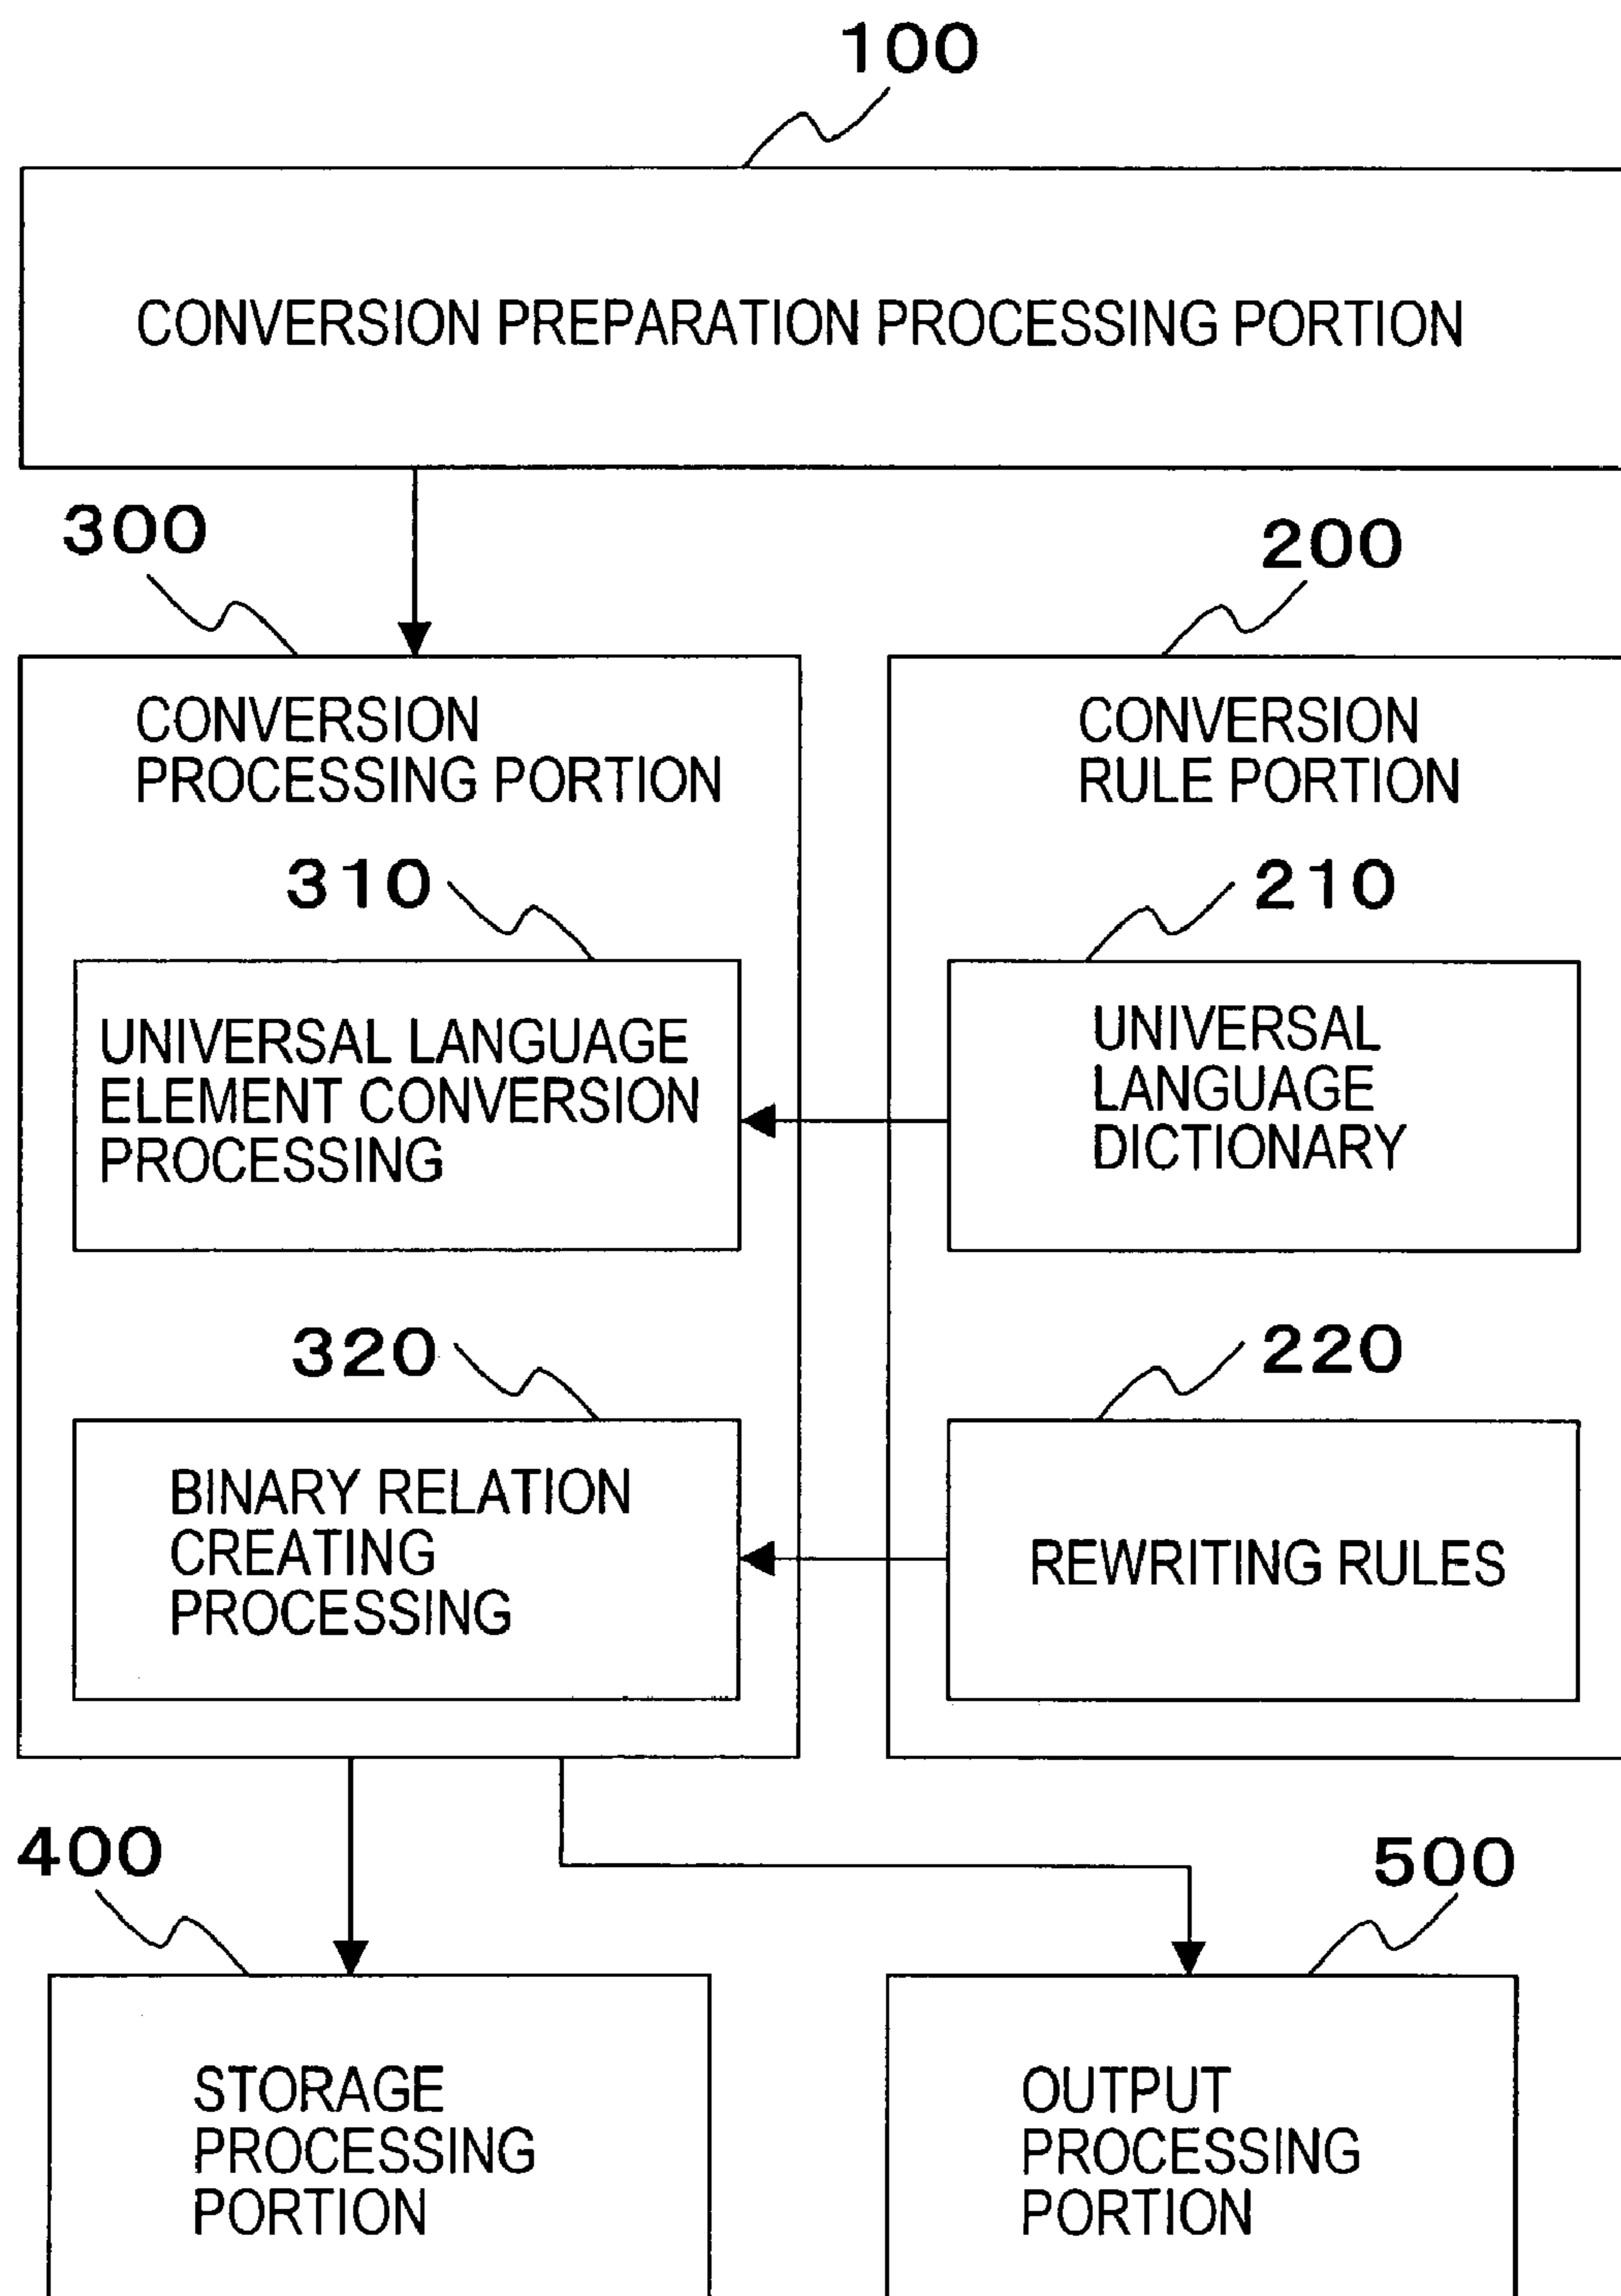 100
CONVERSION PREPARATION PROCESSING PORTION
300
200
CONVERSION
PROCESSING PORTION
CONVERSION
RULE PORTION
310
210
UNIVERSAL LANGUAGE
ELEMENT CONVERSION
PROCESSING
UNIVERSAL
LANGUAGE
DICTIONARY
320
220
BINARY RELATION
CREATING
PROCESSING
REWRITING RULES
400
500
STORAGE
PROCESSING
PORTION
OUTPUT
PROCESSING
PORTION